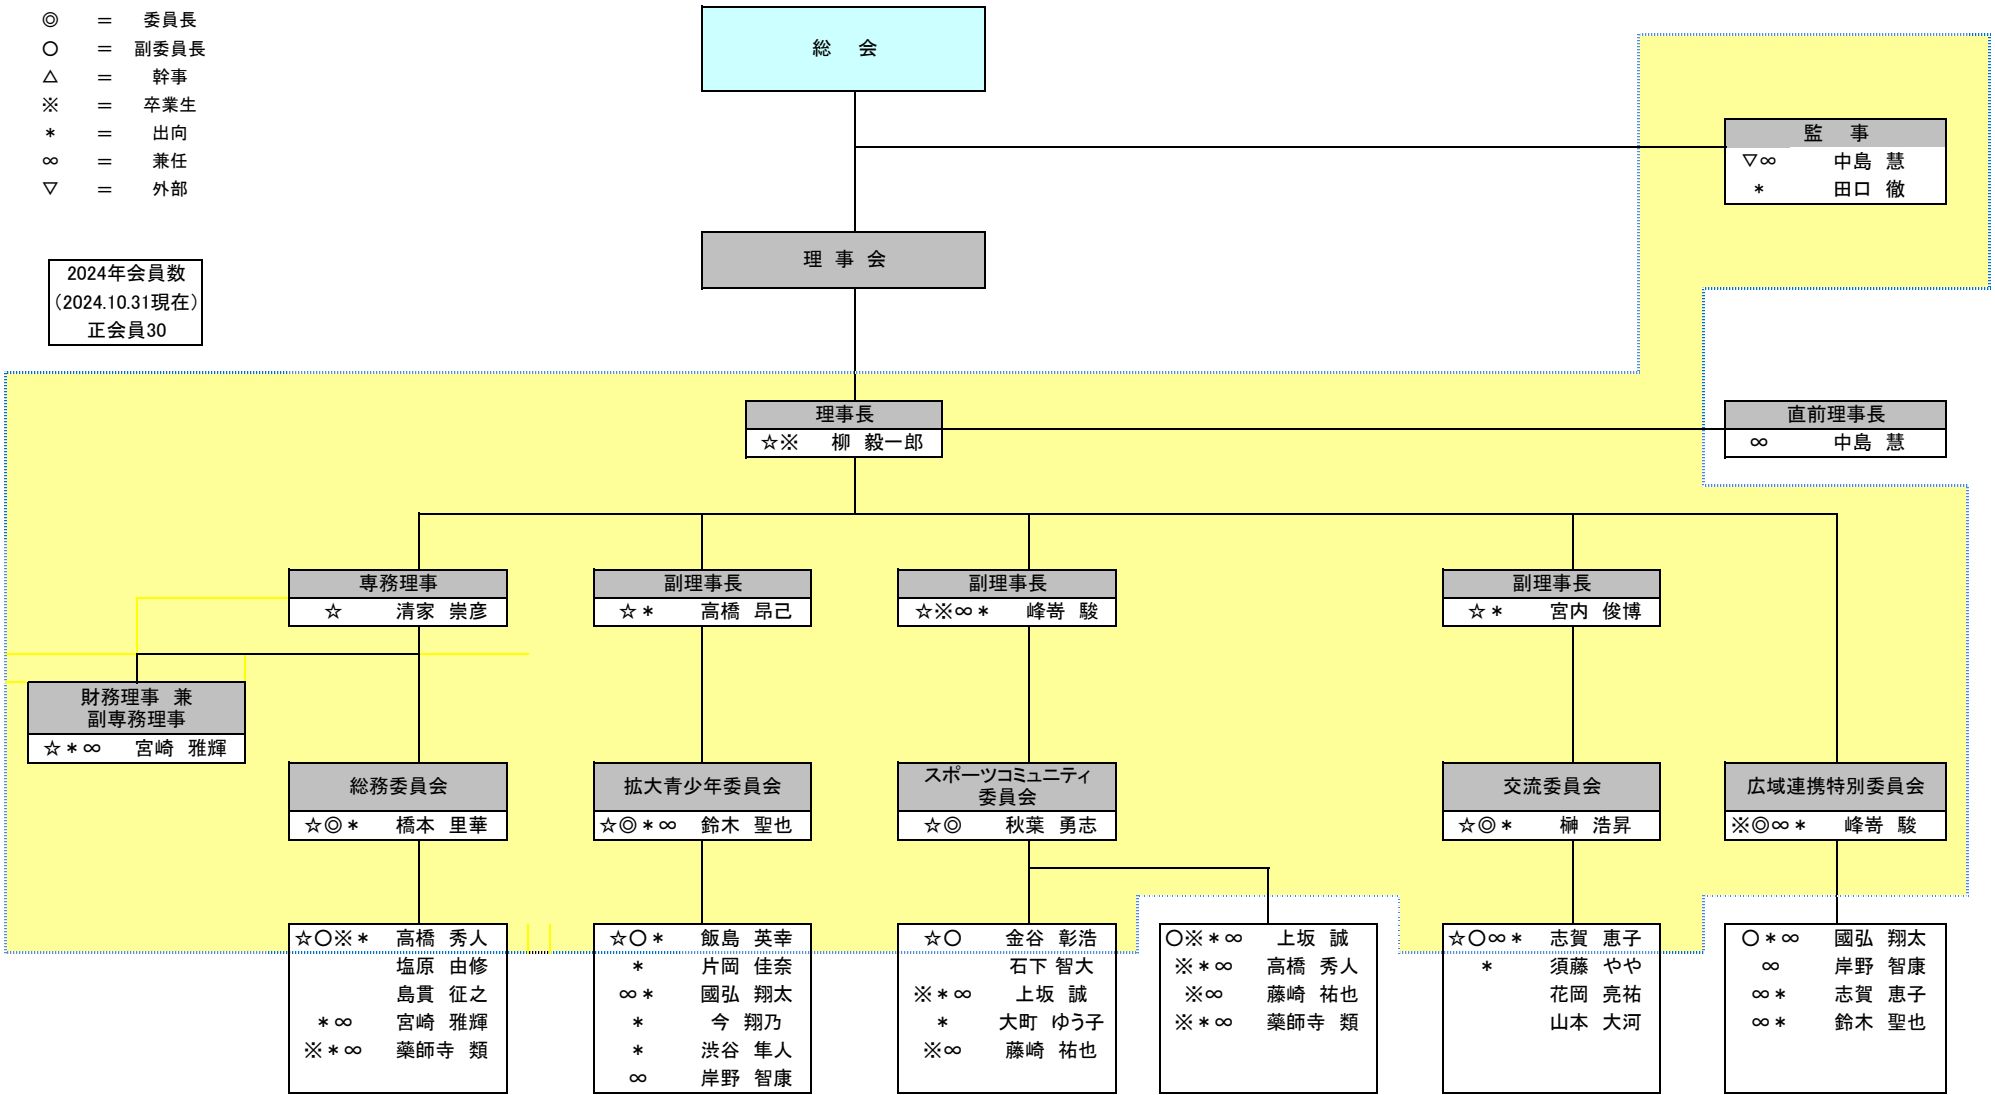 ◎ ＝ 委員長
○ ＝ 副委員長
△ ＝ 幹事
※ ＝ 卒業生
＊ ＝ 出向
∞ ＝ 兼任
▽ ＝ 外部
2024年会員数
（2024.10.31現在）
正会員30
総 会
監 事
▽∞ 中島 慧
＊ 田口 徹
理 事 会
理事長
☆※ 柳 毅一郎
直前理事長
∞ 中島 慧
専務理事
☆ 清家 崇彦
副理事長
☆＊ 高橋 昂己
副理事長
☆※∞＊ 峰嵜 駿
副理事長
☆＊ 宮内 俊博
財務理事 兼
副専務理事
☆＊∞ 宮崎 雅輝
総務委員会
☆◎＊ 橋本 里華
拡大青少年委員会
☆◎＊∞ 鈴木 聖也
スポーツコミュニティ
委員会
☆◎ 秋葉 勇志
交流委員会
☆◎＊ 榊 浩昇
広域連携特別委員会
※◎∞＊ 峰嵜 駿
☆○※＊ 高橋 秀人
塩原 由修
島貫 征之
＊∞ 宮崎 雅輝
※＊∞ 藥師寺 類
☆○＊ 飯島 英幸
＊ 片岡 佳奈
∞＊ 國弘 翔太
＊ 今 翔乃
＊ 渋谷 隼人
∞ 岸野 智康
☆○ 金谷 彰浩
石下 智大
※＊∞ 上坂 誠
＊ 大町 ゆう子
※∞ 藤崎 祐也
○※＊∞ 上坂 誠
※＊∞ 高橋 秀人
※∞ 藤崎 祐也
※＊∞ 藥師寺 類
☆○∞＊ 志賀 恵子
＊ 須藤 やや
花岡 亮祐
山本 大河
○＊∞ 國弘 翔太
∞ 岸野 智康
∞＊ 志賀 恵子
∞＊ 鈴木 聖也